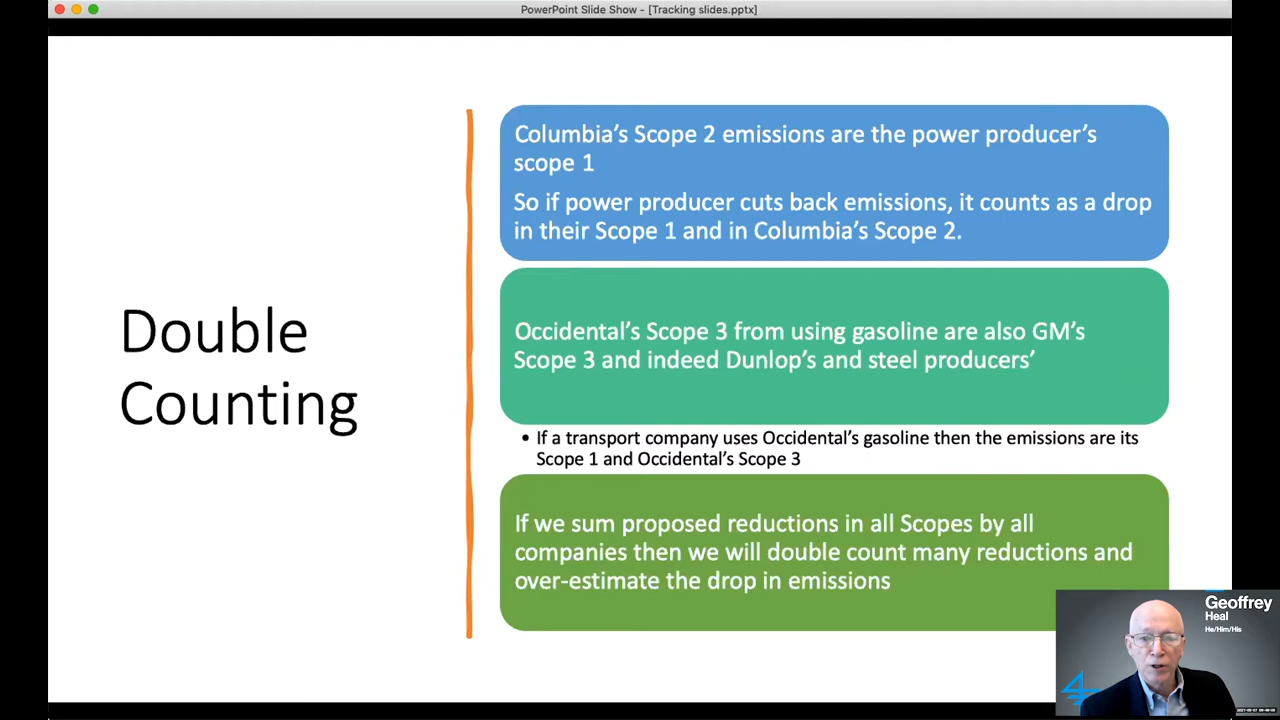 PowerPoint Slide Show - [Tracking slides.pptx]
Columbia’s Scope 2 emissions are the power producer’s
scope 1
So if power producer cuts back emissions, it counts as a drop
in their Scope 1 and in Columbia’s Scope 2.
Double
Counting
Occidental’s Scope 3 from using gasoline are also GM’s
Scope 3 and indeed Dunlop’s and steel producers’
• If a transport company uses Occidental’s gasoline then the emissions are its
Scope 1 and Occidental’s Scope 3
If we sum proposed reductions in all Scopes by all
companies then we will double count many reductions and
over-estimate the drop in emissions
Geoffrey
Heal
He/Him/His